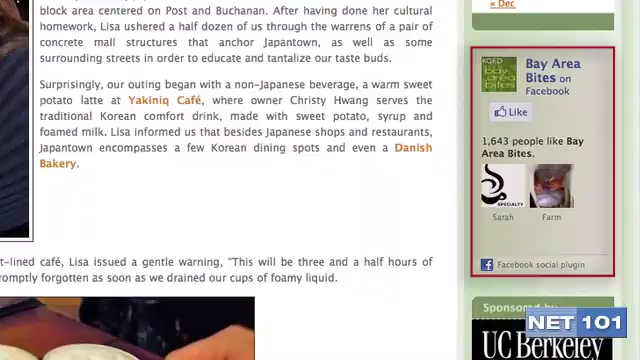 block area centered on Post and Buchanan. After having done her cultural
homework, Lisa ushered a half dozen of us through the warrens of a pair of
concrete mall structures that anchor Japantown, as well as some
surrounding streets in order to educate and tantalize our taste buds.
Surprisingly, our outing began with a non-Japanese beverage, a warm sweet
potato latte at Yakiniq Café, where owner Christy Hwang serves the
traditional Korean comfort drink, made with sweet potato, syrup and
foamed milk. Lisa informed us that besides Japanese shops and restaurants,
Japantown encompasses a few Korean dining spots and even a Danish
Bakery.
t-lined café, Lisa issued a gentle warning, "This will be three and a half hours of
romptly forgotten as soon as we drained our cups of foamy liquid.
« Dec
KQED
bay
area
bites
Bay Area
Bites on
Facebook
Like
1,643 people like Bay
Area Bites.
SPECIALTY
Sarah
Farm
Facebook social plugin
Sponsored by
NET 101
UC Berkeley